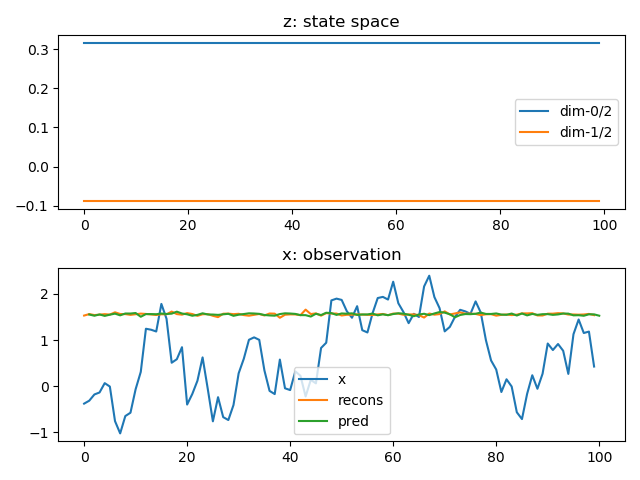 z: state space
0.3
0.2
0.1
0.0
−0.1
dim-0/2
dim-1/2
0 20 40 60 80 100
x: observation
2
1
0
−1
x
recons
pred
0 20 40 60 80 100